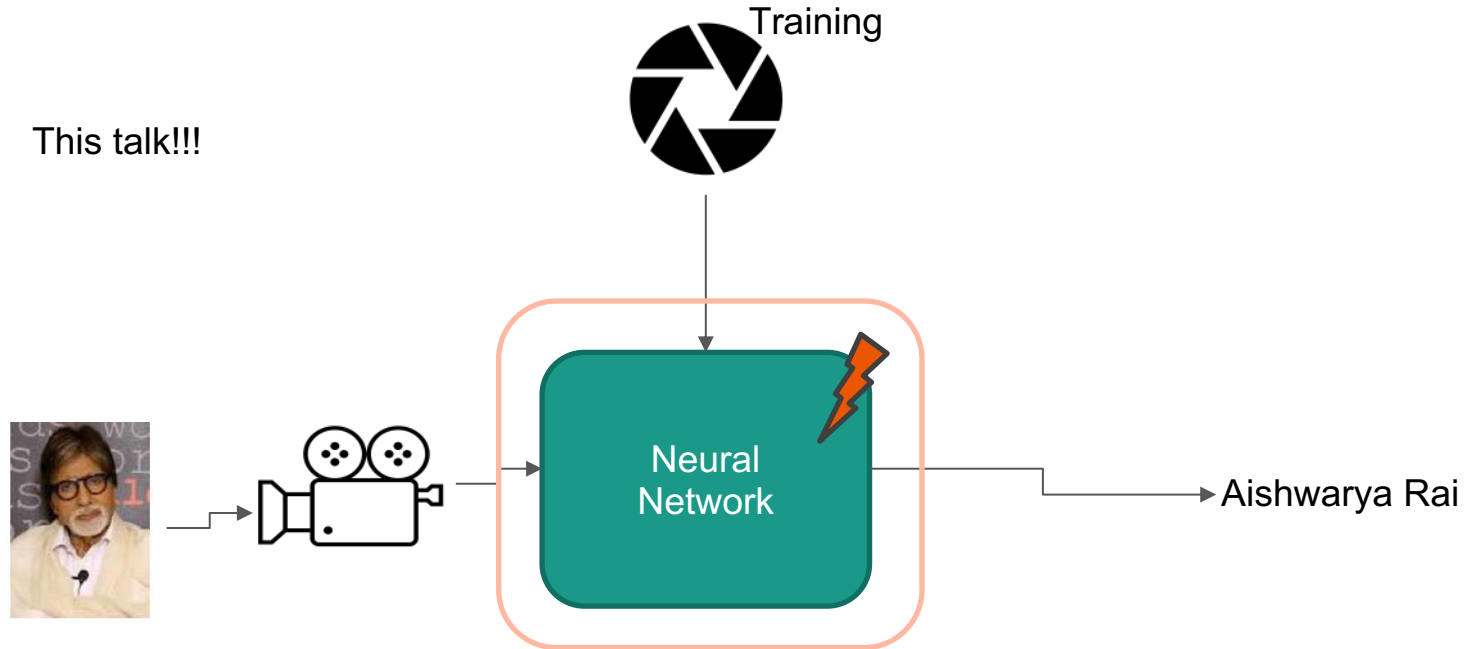 Training
This talk!!!
Neural
Network
Aishwarya Rai